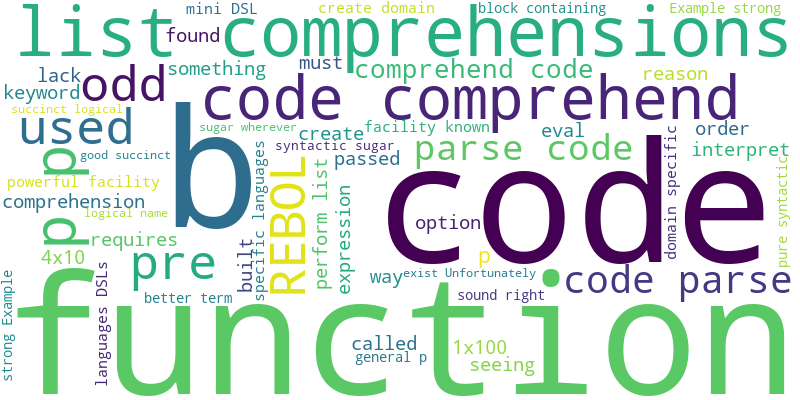 mini DSL
create domain
block containing
Example strong
list
comprehensions
found
lack
something
must
comprehend code
reason
keyword
odd
code comprehend
succinct logical
used
sugar wherever
create
facility known
eval
order
good succinct
syntactic sugar
parse code
interpret
p
p
b
passed
powerful facility
specific languages
REBOL
perform list
expression
domain specific
pure syntactic
comprehension
logical name
code
option
requires
4x10
pre
built
p
code parse
way
exist Unfortunately
strong Example
languages DSLs
better term
sound right
function
called
general p
1x100
seeing